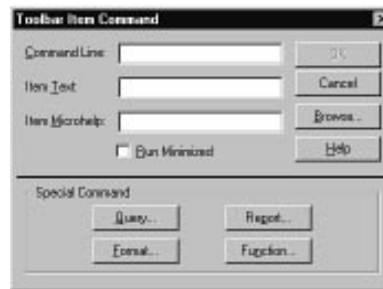 Toolbar Item Command
Command Line:
OK
Item Text:
Cancel
Item Microhelp:
Browse...
Run Minimized
Help
Special Command
Query...
Report...
Format...
Function...